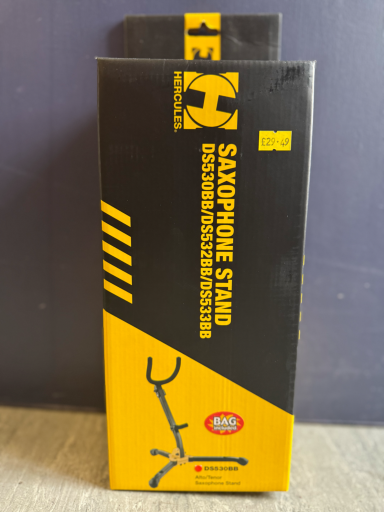 HERCULES®
SAXOPHONE STAND
DS530BB/DS532BB/DS533BB
£29.49
BAG
DS530BB
Alto/Tenor
Saxophone Stand